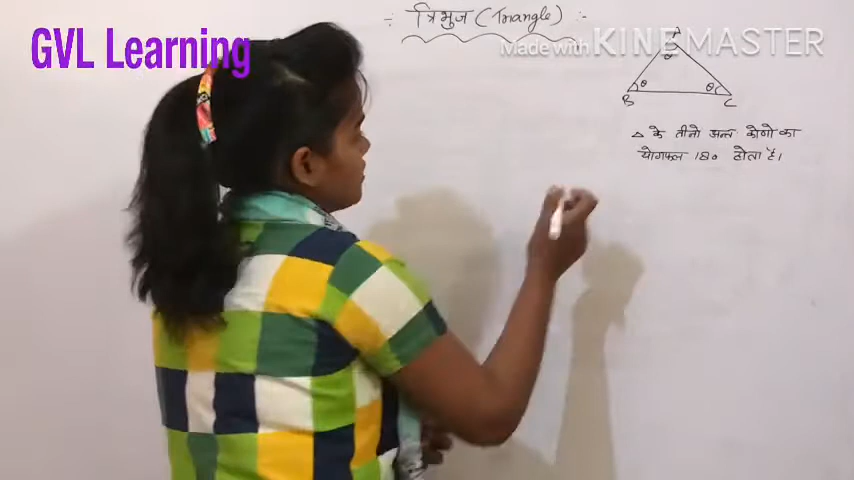 GVL Learning
:- त्रिभुज (Triangle) :-
Made with KINEMASTER
A
B θ θ C
△ के तीनो अन्त कोणो का
योगफल 180 होता है।